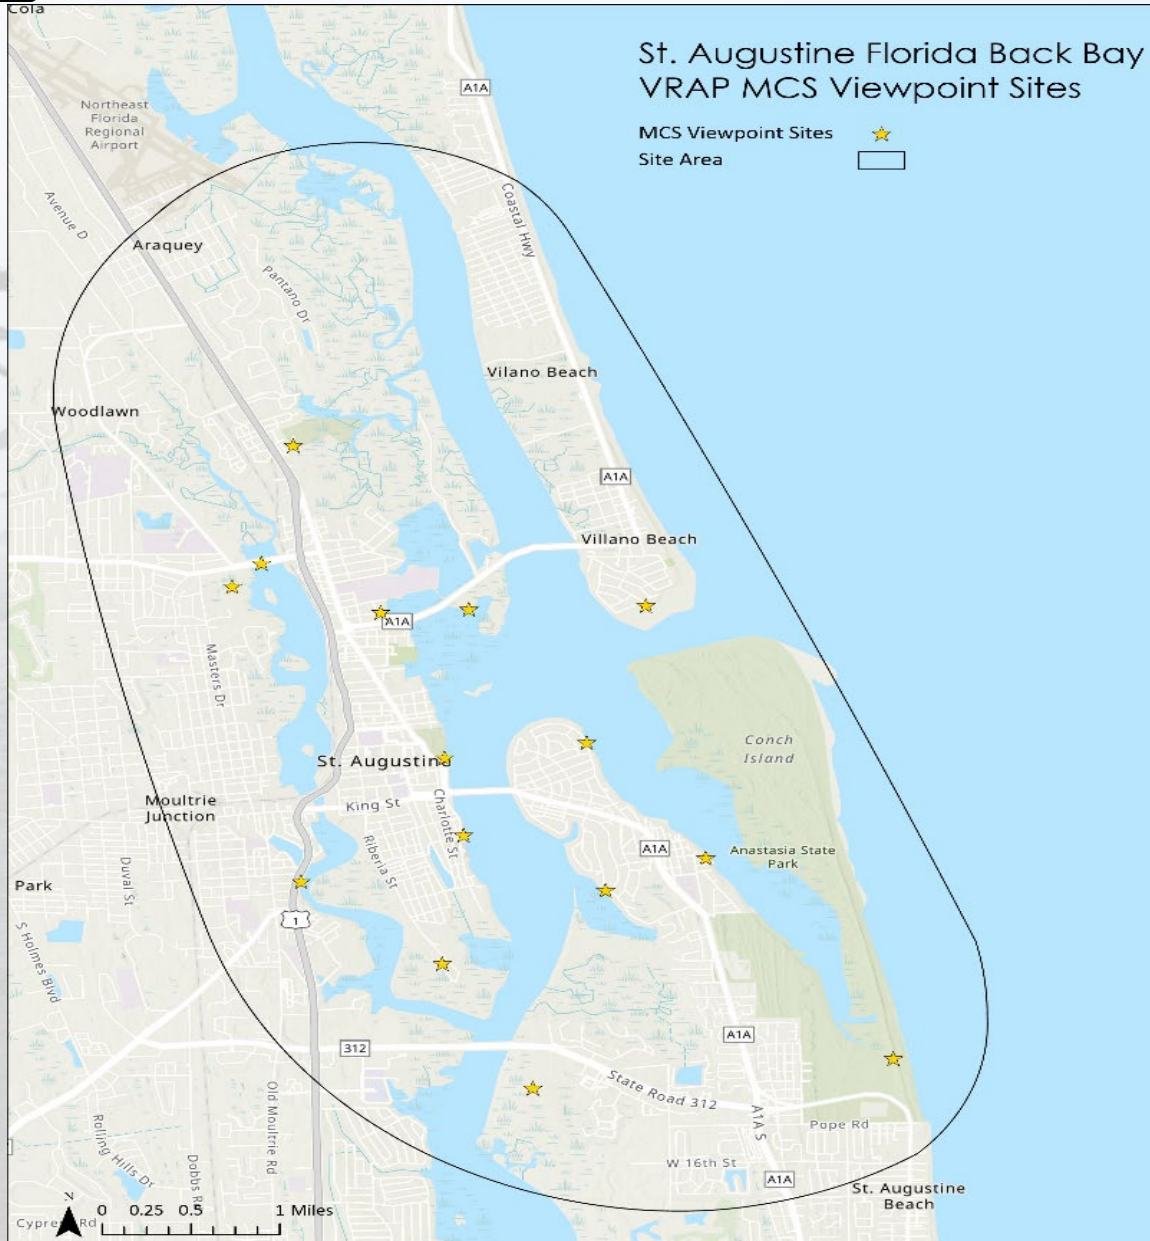 Cola
St. Augustine Florida Back Bay
VRAP MCS Viewpoint Sites
MCS Viewpoint Sites
Site Area
A1A
Northeast
Florida
Regional
Airport
Avenue D
Coastal Hwy
Araquey
Pantano Dr
Vilano Beach
Woodlawn
A1A
Villano Beach
A1A
Masters Dr
Conch
Island
St. Augustine
Moultrie
Junction
King St
Charlotte St
Riberia St
A1A
Anastasia State
Park
Duval St
Park
1
S Holmes Blvd
A1A
312
State Road 312
Old Moultrie Rd
A1A S
Pope Rd
Rolling Hills Dr
Dobbs R
W 16th St
A1A
St. Augustine
Beach
N
0 0.25 0.5 1 Miles
Cypre Rd